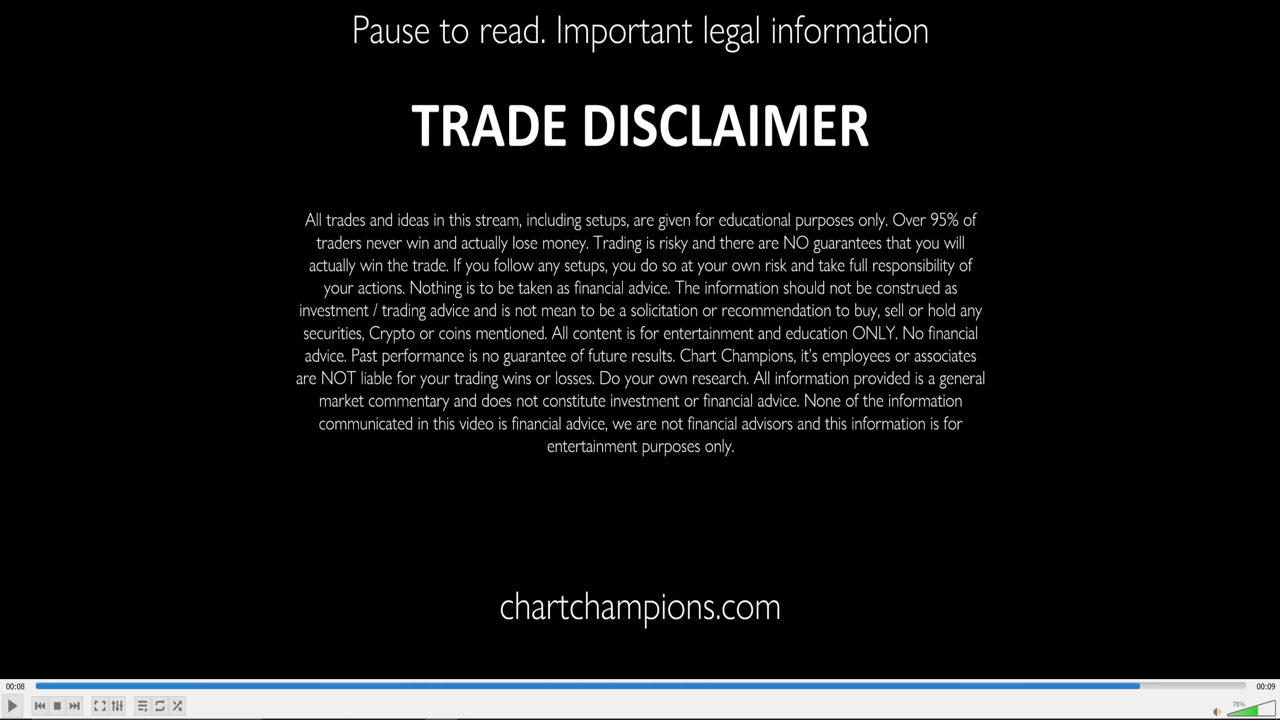 Pause to read. Important legal information
TRADE DISCLAIMER
All trades and ideas in this stream, including setups, are given for educational purposes only. Over 95% of
traders never win and actually lose money. Trading is risky and there are NO guarantees that you will
actually win the trade. If you follow any setups, you do so at your own risk and take full responsibility of
your actions. Nothing is to be taken as financial advice. The information should not be construed as
investment / trading advice and is not mean to be a solicitation or recommendation to buy, sell or hold any
securities, Crypto or coins mentioned. All content is for entertainment and education ONLY. No financial
advice. Past performance is no guarantee of future results. Chart Champions, it's employees or associates
are NOT liable for your trading wins or losses. Do your own research. All information provided is a general
market commentary and does not constitute investment or financial advice. None of the information
communicated in this video is financial advice, we are not financial advisors and this information is for
entertainment purposes only.
chartchampions.com
00:08
00:09
70%